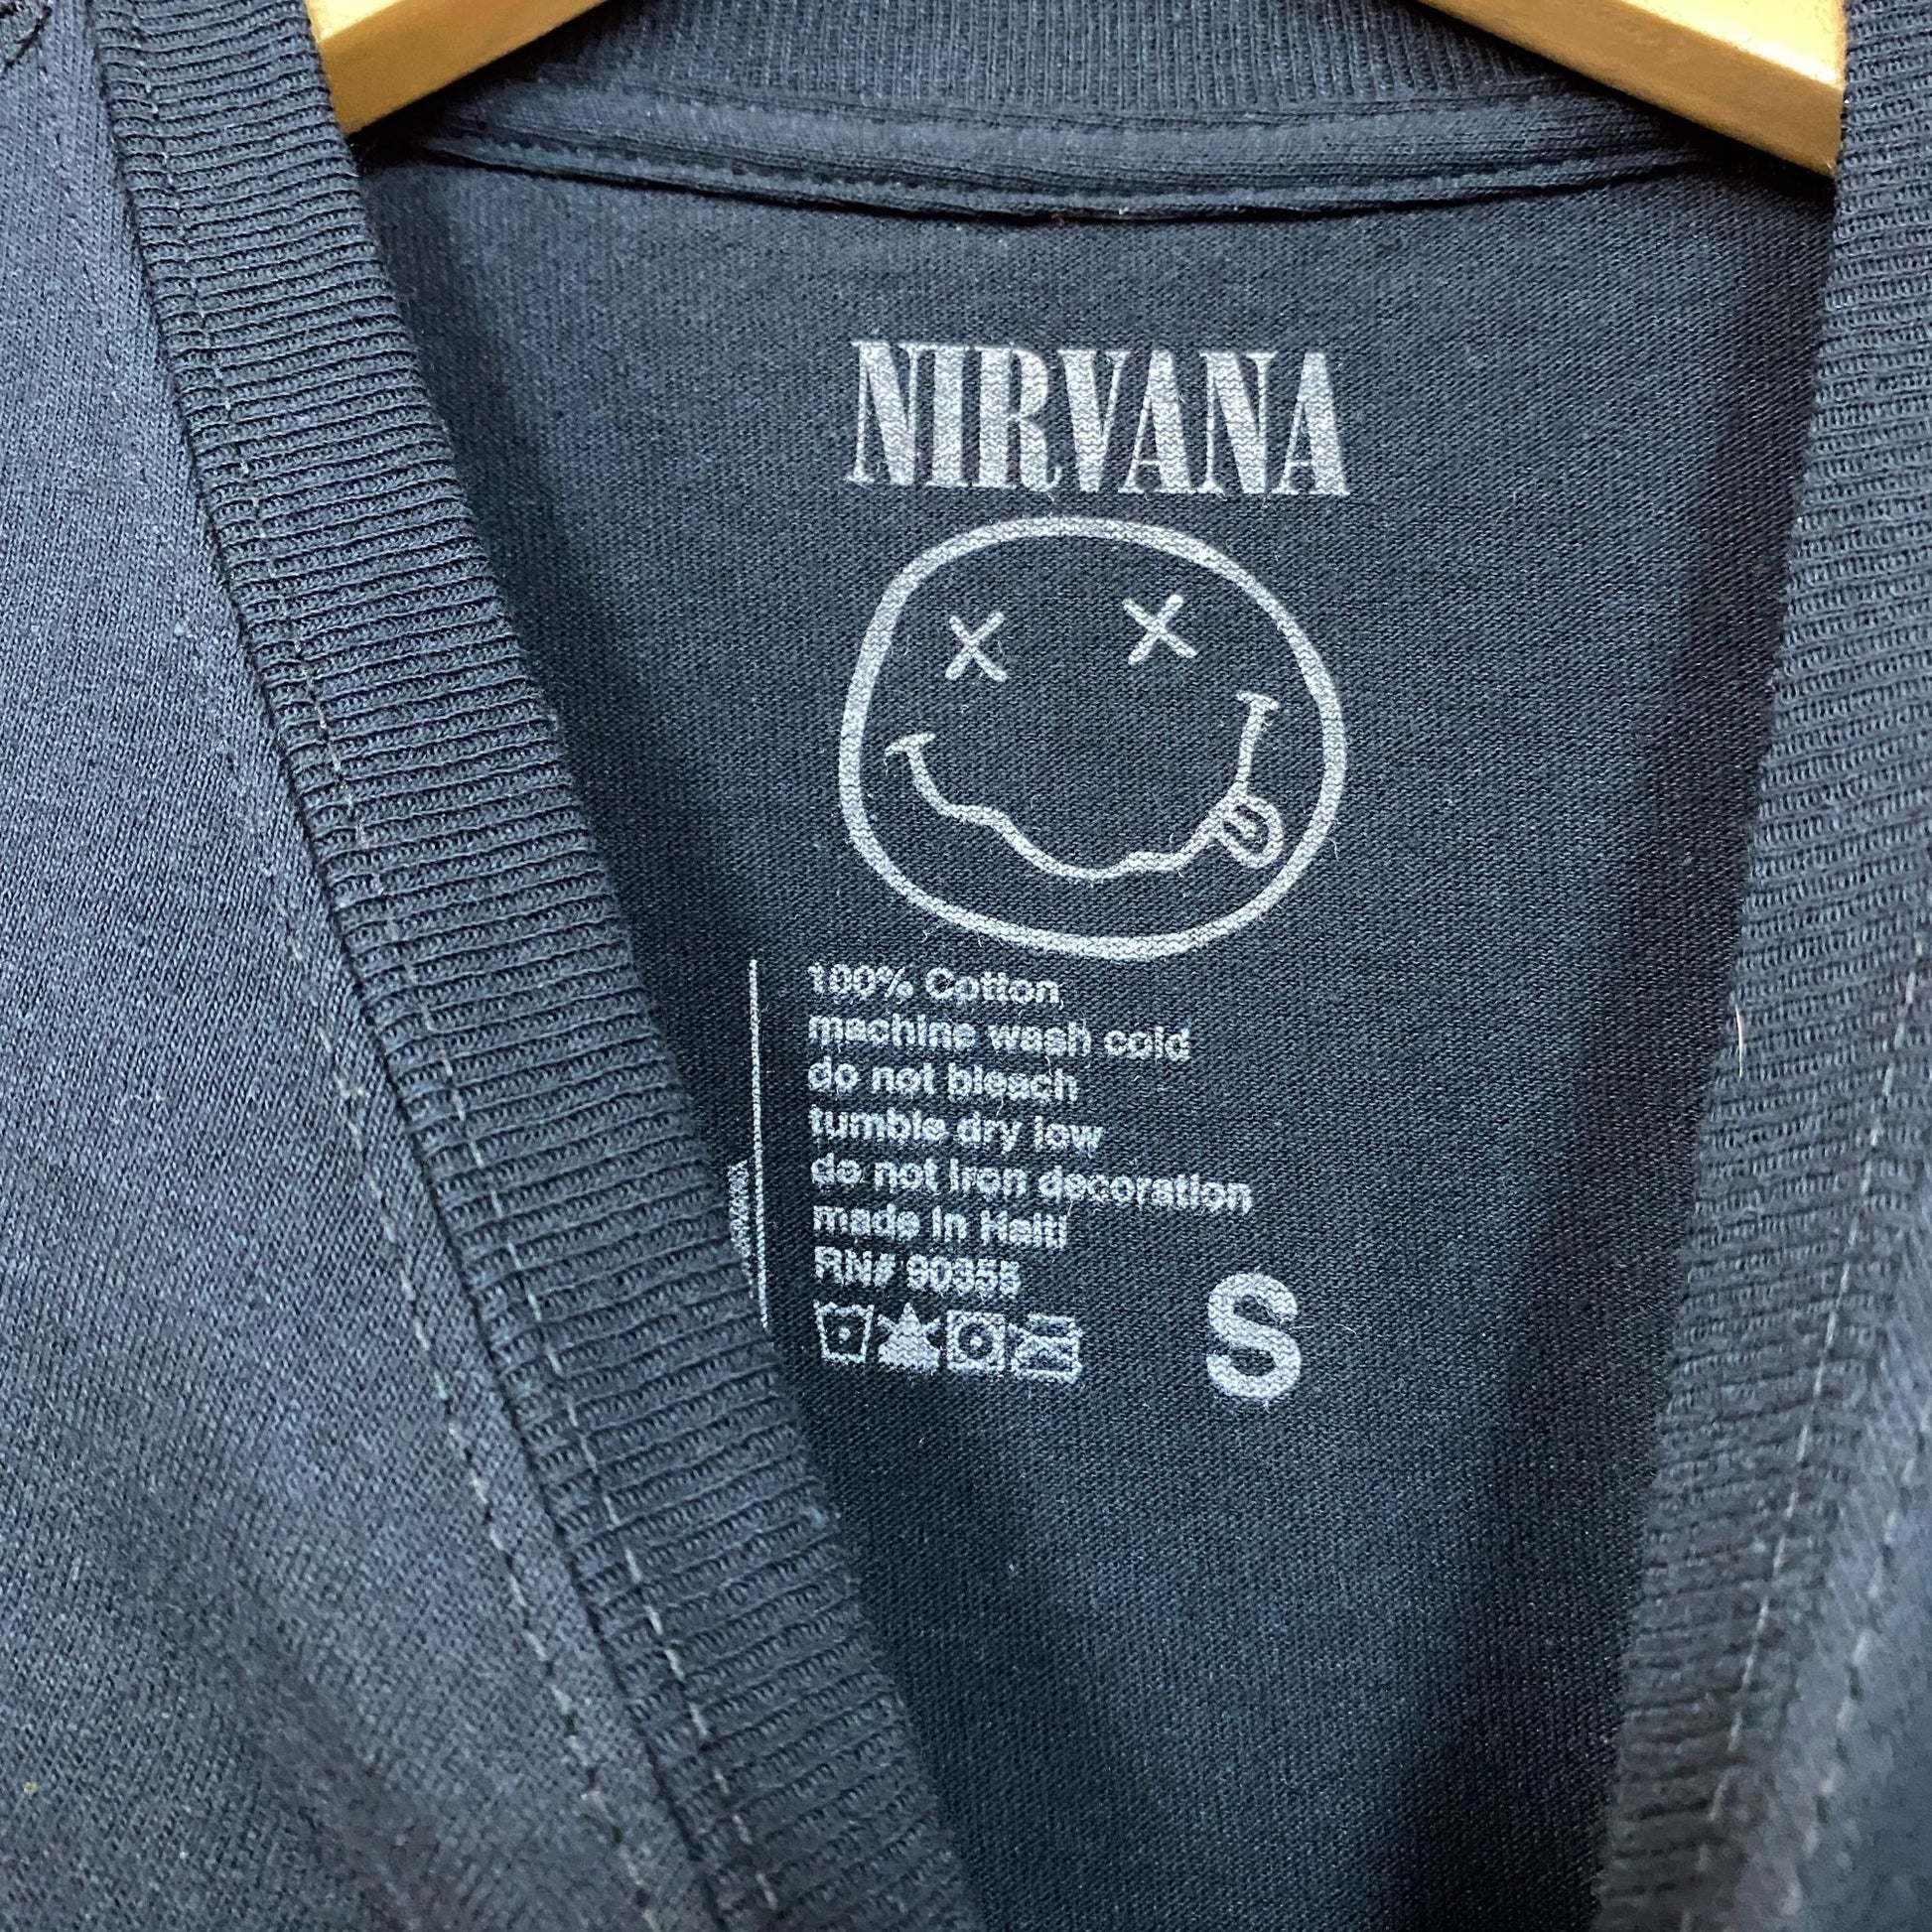 NIRVANA
100% Cotton
machine wash cold
do not bleach
tumble dry low
do not iron decoration
made in Haiti
RN# 90355
S